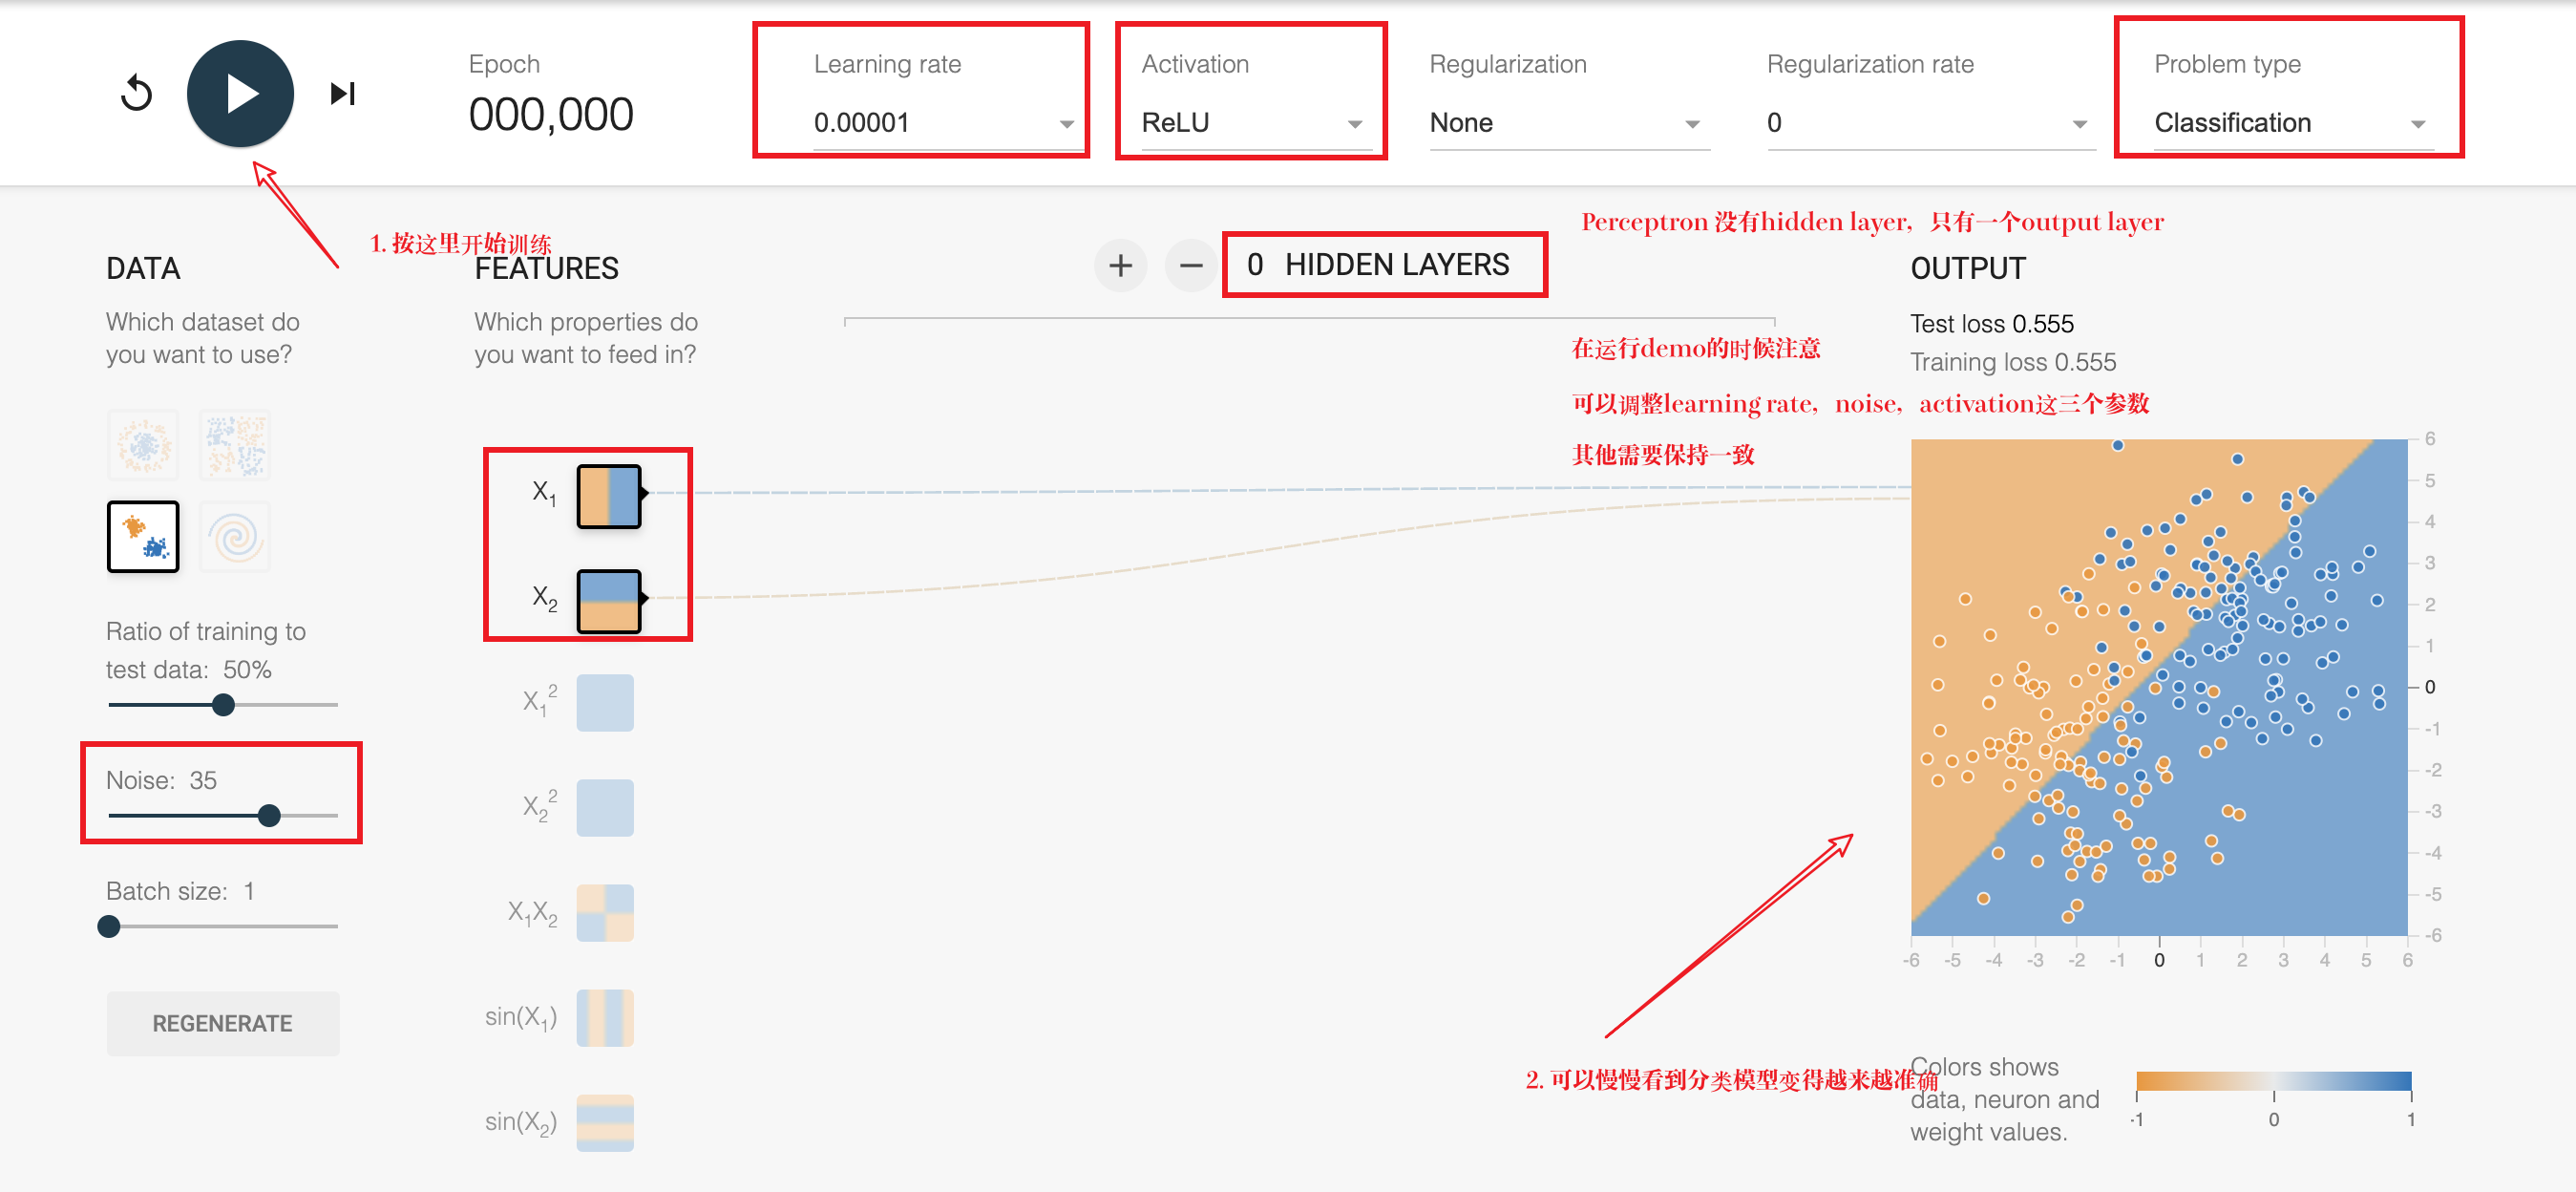 Epoch
000,000
Learning rate
0.00001
Activation
ReLU
Regularization
None
Regularization rate
0
Problem type
Classification
1. 按这里开始训练
Perceptron 没有hidden layer, 只有一个output layer
DATA
Which dataset do
you want to use?
Ratio of training to
test data: 50%
Noise: 35
Batch size: 1
REGENERATE
FEATURES
Which properties do
you want to feed in?
X1
X2
X1²
X2²
X1X2
sin(X1)
sin(X2)
+ − 0 HIDDEN LAYERS
在运行demo的时候注意
可以调整learning rate, noise, activation这三个参数
其他需要保持一致
OUTPUT
Test loss 0.555
Training loss 0.555
6
5
4
3
2
1
0
-1
-2
-3
-4
-5
-6
-6 -5 -4 -3 -2 -1 0 1 2 3 4 5 6
2. 可以慢慢看到分类模型变得越来越准确
Colors shows
data, neuron and
weight values.
-1 0 1